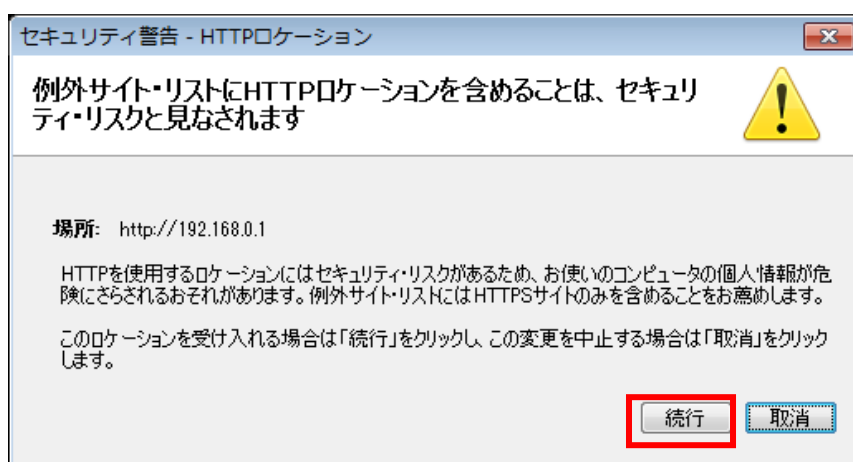 セキュリティ警告 - HTTPロケーション
例外サイト・リストにHTTPロケーションを含めることは、セキュリ
ティ・リスクと見なされます
場所: http://192.168.0.1
HTTPを使用するロケーションにはセキュリティ・リスクがあるため、お使いのコンピュータの個人情報が危
険にさらされるおそれがあります。例外サイト・リストにはHTTPSサイトのみを含めることをお薦めします。
このロケーションを受け入れる場合は「続行」をクリックし、この変更を中止する場合は「取消」をクリック
します。
続行 取消